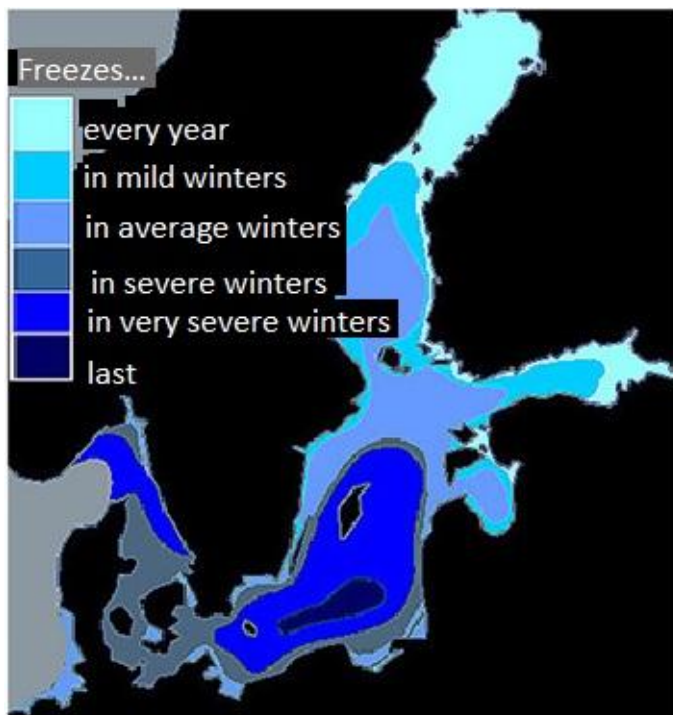 Freezes...
every year
in mild winters
in average winters
in severe winters
in very severe winters
last